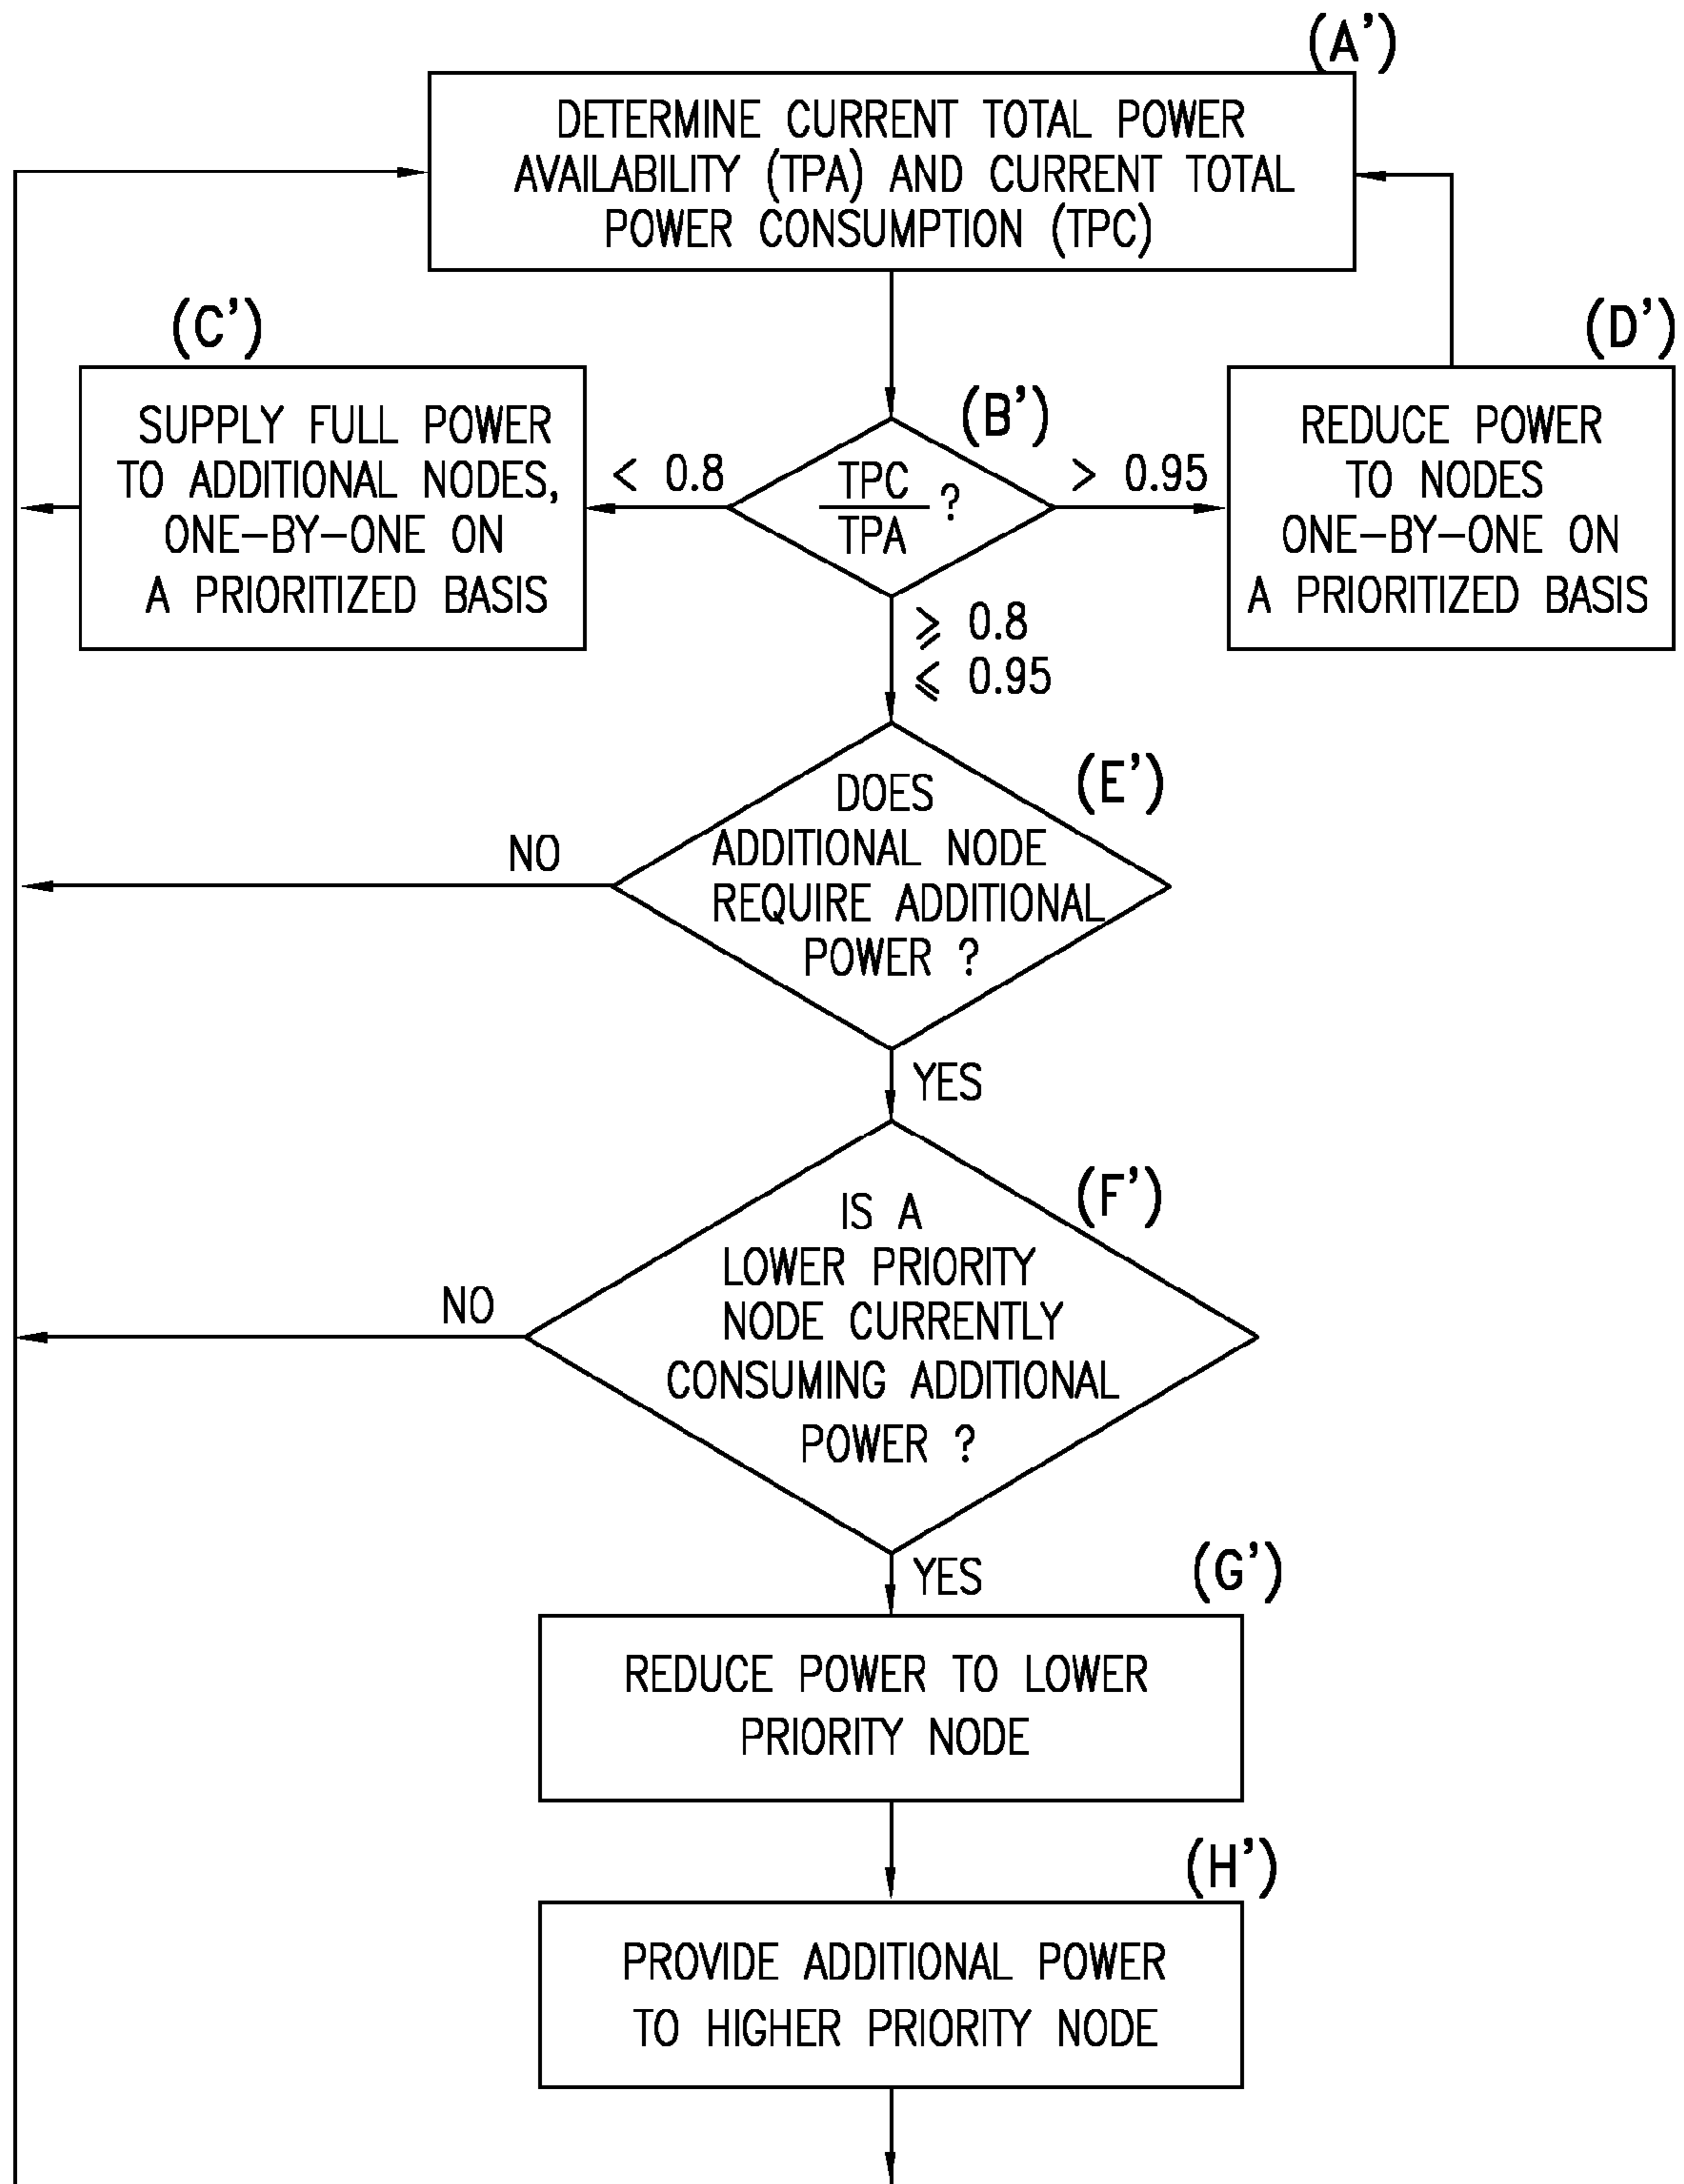 (A')
DETERMINE CURRENT TOTAL POWER
AVAILABILITY (TPA) AND CURRENT TOTAL
POWER CONSUMPTION (TPC)
(C')
SUPPLY FULL POWER
TO ADDITIONAL NODES,
ONE-BY-ONE ON
A PRIORITIZED BASIS
< 0.8
(B')
TPC
TPA
?
> 0.95
(D')
REDUCE POWER
TO NODES
ONE-BY-ONE ON
A PRIORITIZED BASIS
⩾ 0.8
⩽ 0.95
(E')
DOES
ADDITIONAL NODE
REQUIRE ADDITIONAL
POWER ?
NO
YES
(F')
IS A
LOWER PRIORITY
NODE CURRENTLY
CONSUMING ADDITIONAL
POWER ?
NO
YES
(G')
REDUCE POWER TO LOWER
PRIORITY NODE
(H')
PROVIDE ADDITIONAL POWER
TO HIGHER PRIORITY NODE